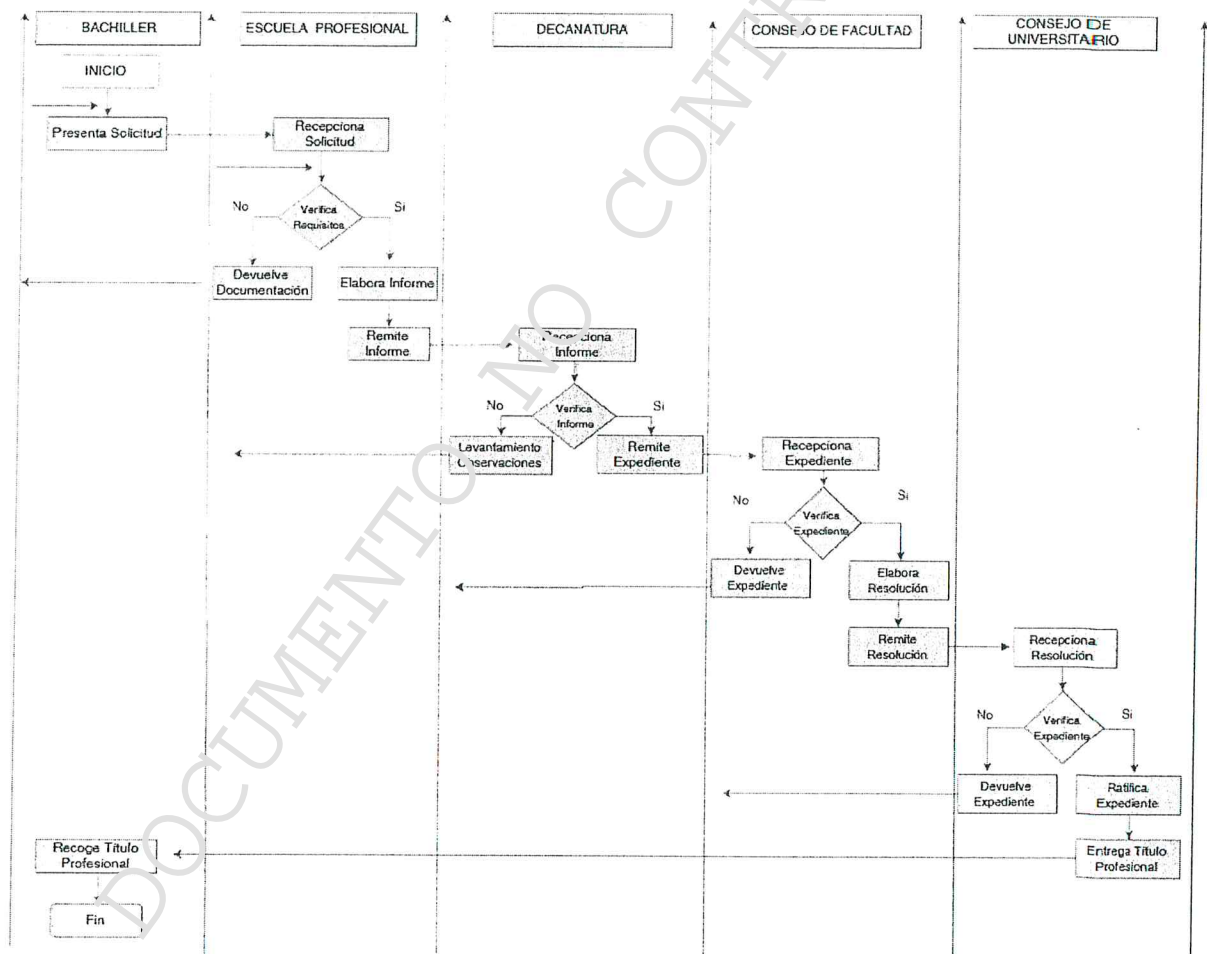 BACHILLER
ESCUELA PROFESIONAL
DECANATURA
CONSEJO DE FACULTAD
CONSEJO DE
UNIVERSITARIO
INICIO
Presenta Solicitud
Recepciona
Solicitud
Verifica
Requisitos
No
Si
Devuelve
Documentación
Elabora Informe
Remite
Informe
Recepciona
Informe
Verifica
Informe
No
Si
Levantamiento
Observaciones
Remite
Expediente
Recepciona
Expediente
Verifica
Expediente
No
Si
Devuelve
Expediente
Elabora
Resolución
Remite
Resolución
Recepciona
Resolución
Verifica
Expediente
No
Si
Devuelve
Expediente
Ratifica
Expediente
Entrega Título
Profesional
Recoge Título
Profesional
Fin
DOCUMENTO NO CONTR